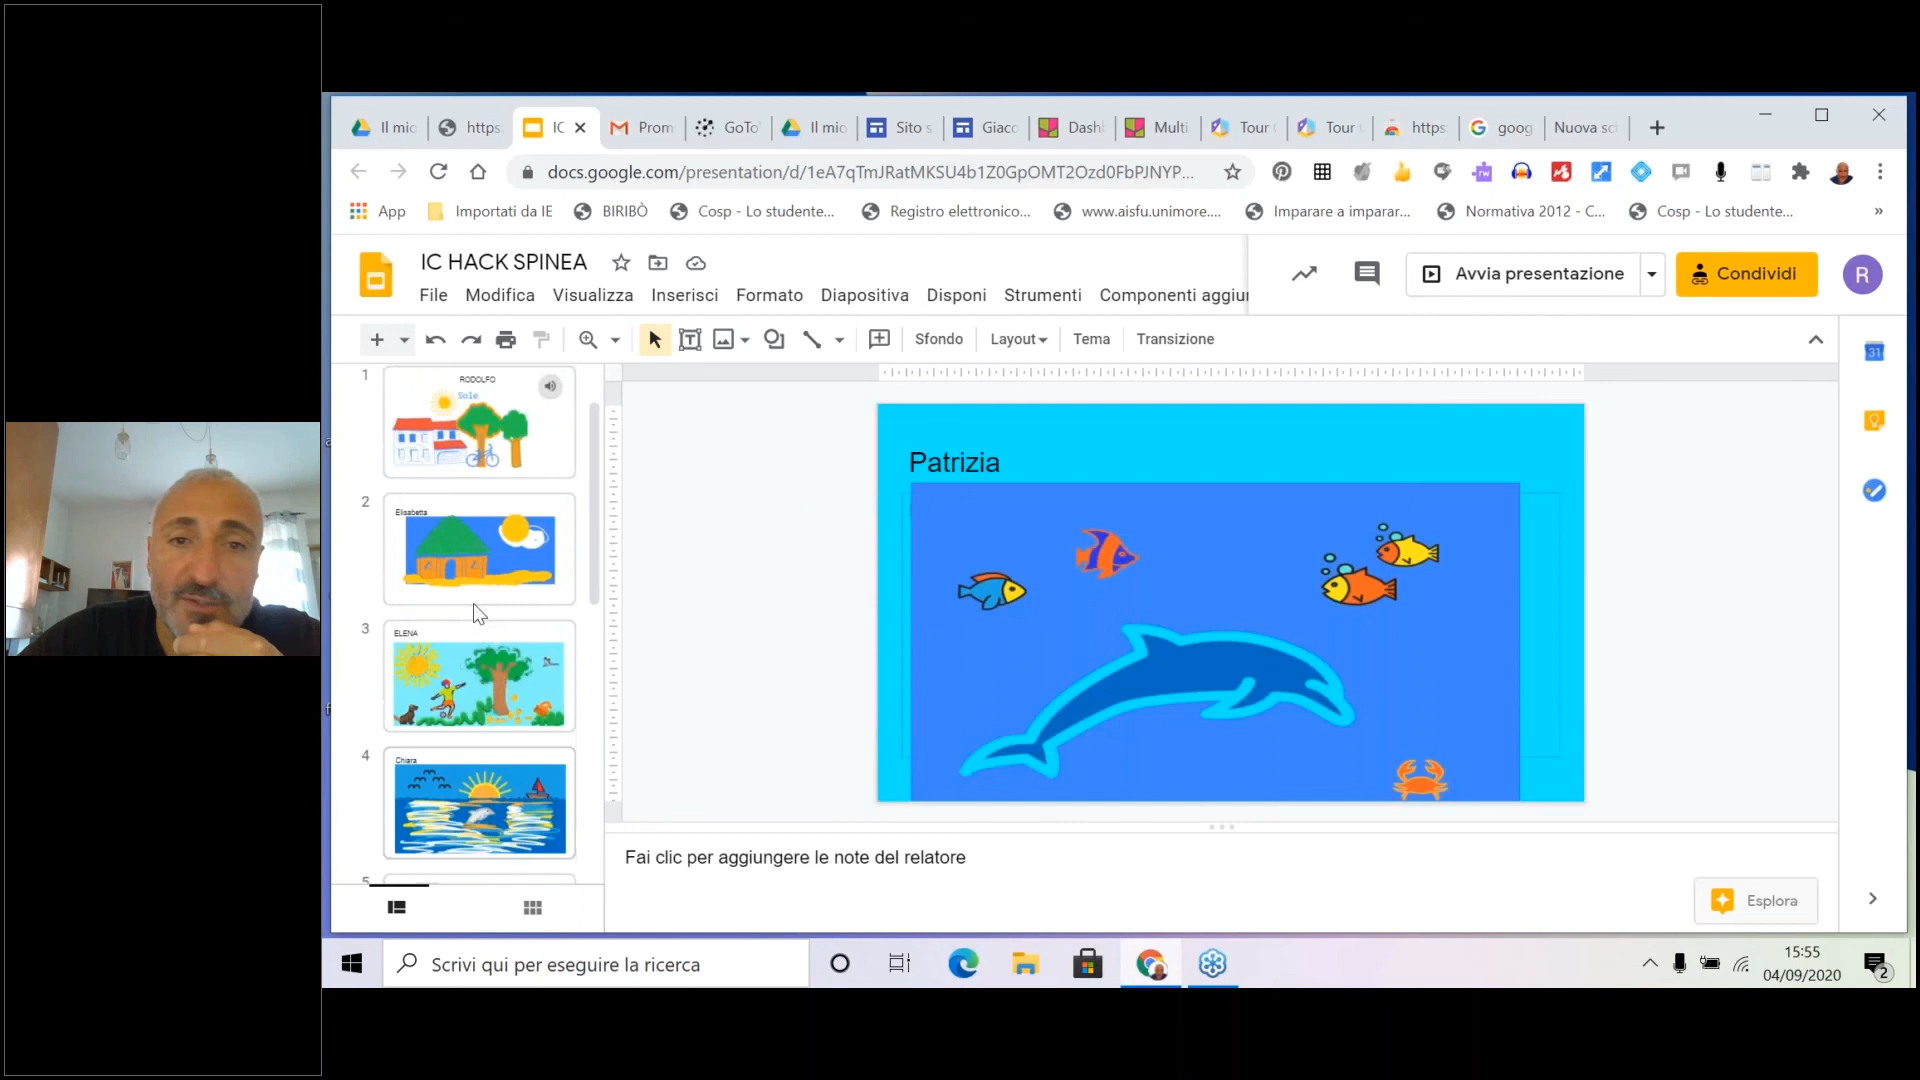 Il mio
https
IC
Prom
GoTo
Il mio
Sito s
Giaco
Dash
Multi
Tour
Tour
https:
goog
Nuova sc
docs.google.com/presentation/d/1eA7qTmJRatMKSU4b1Z0GpOMT2Ozd0FbPJNYP...
App
Importati da IE
BIRIBÒ
Cosp - Lo studente...
Registro elettronico...
www.aisfu.unimore....
Imparare a imparar...
Normativa 2012 - C...
Cosp - Lo studente...
»
IC HACK SPINEA
File Modifica Visualizza Inserisci Formato Diapositiva Disponi Strumenti Componenti aggiun
Avvia presentazione
Condividi
R
Sfondo Layout Tema Transizione
31
1
RODOLFO
Sole
2
Elisabetta
3
ELENA
4
Chiara
5
Patrizia
Fai clic per aggiungere le note del relatore
Esplora
Scrivi qui per eseguire la ricerca
15:55
04/09/2020
2